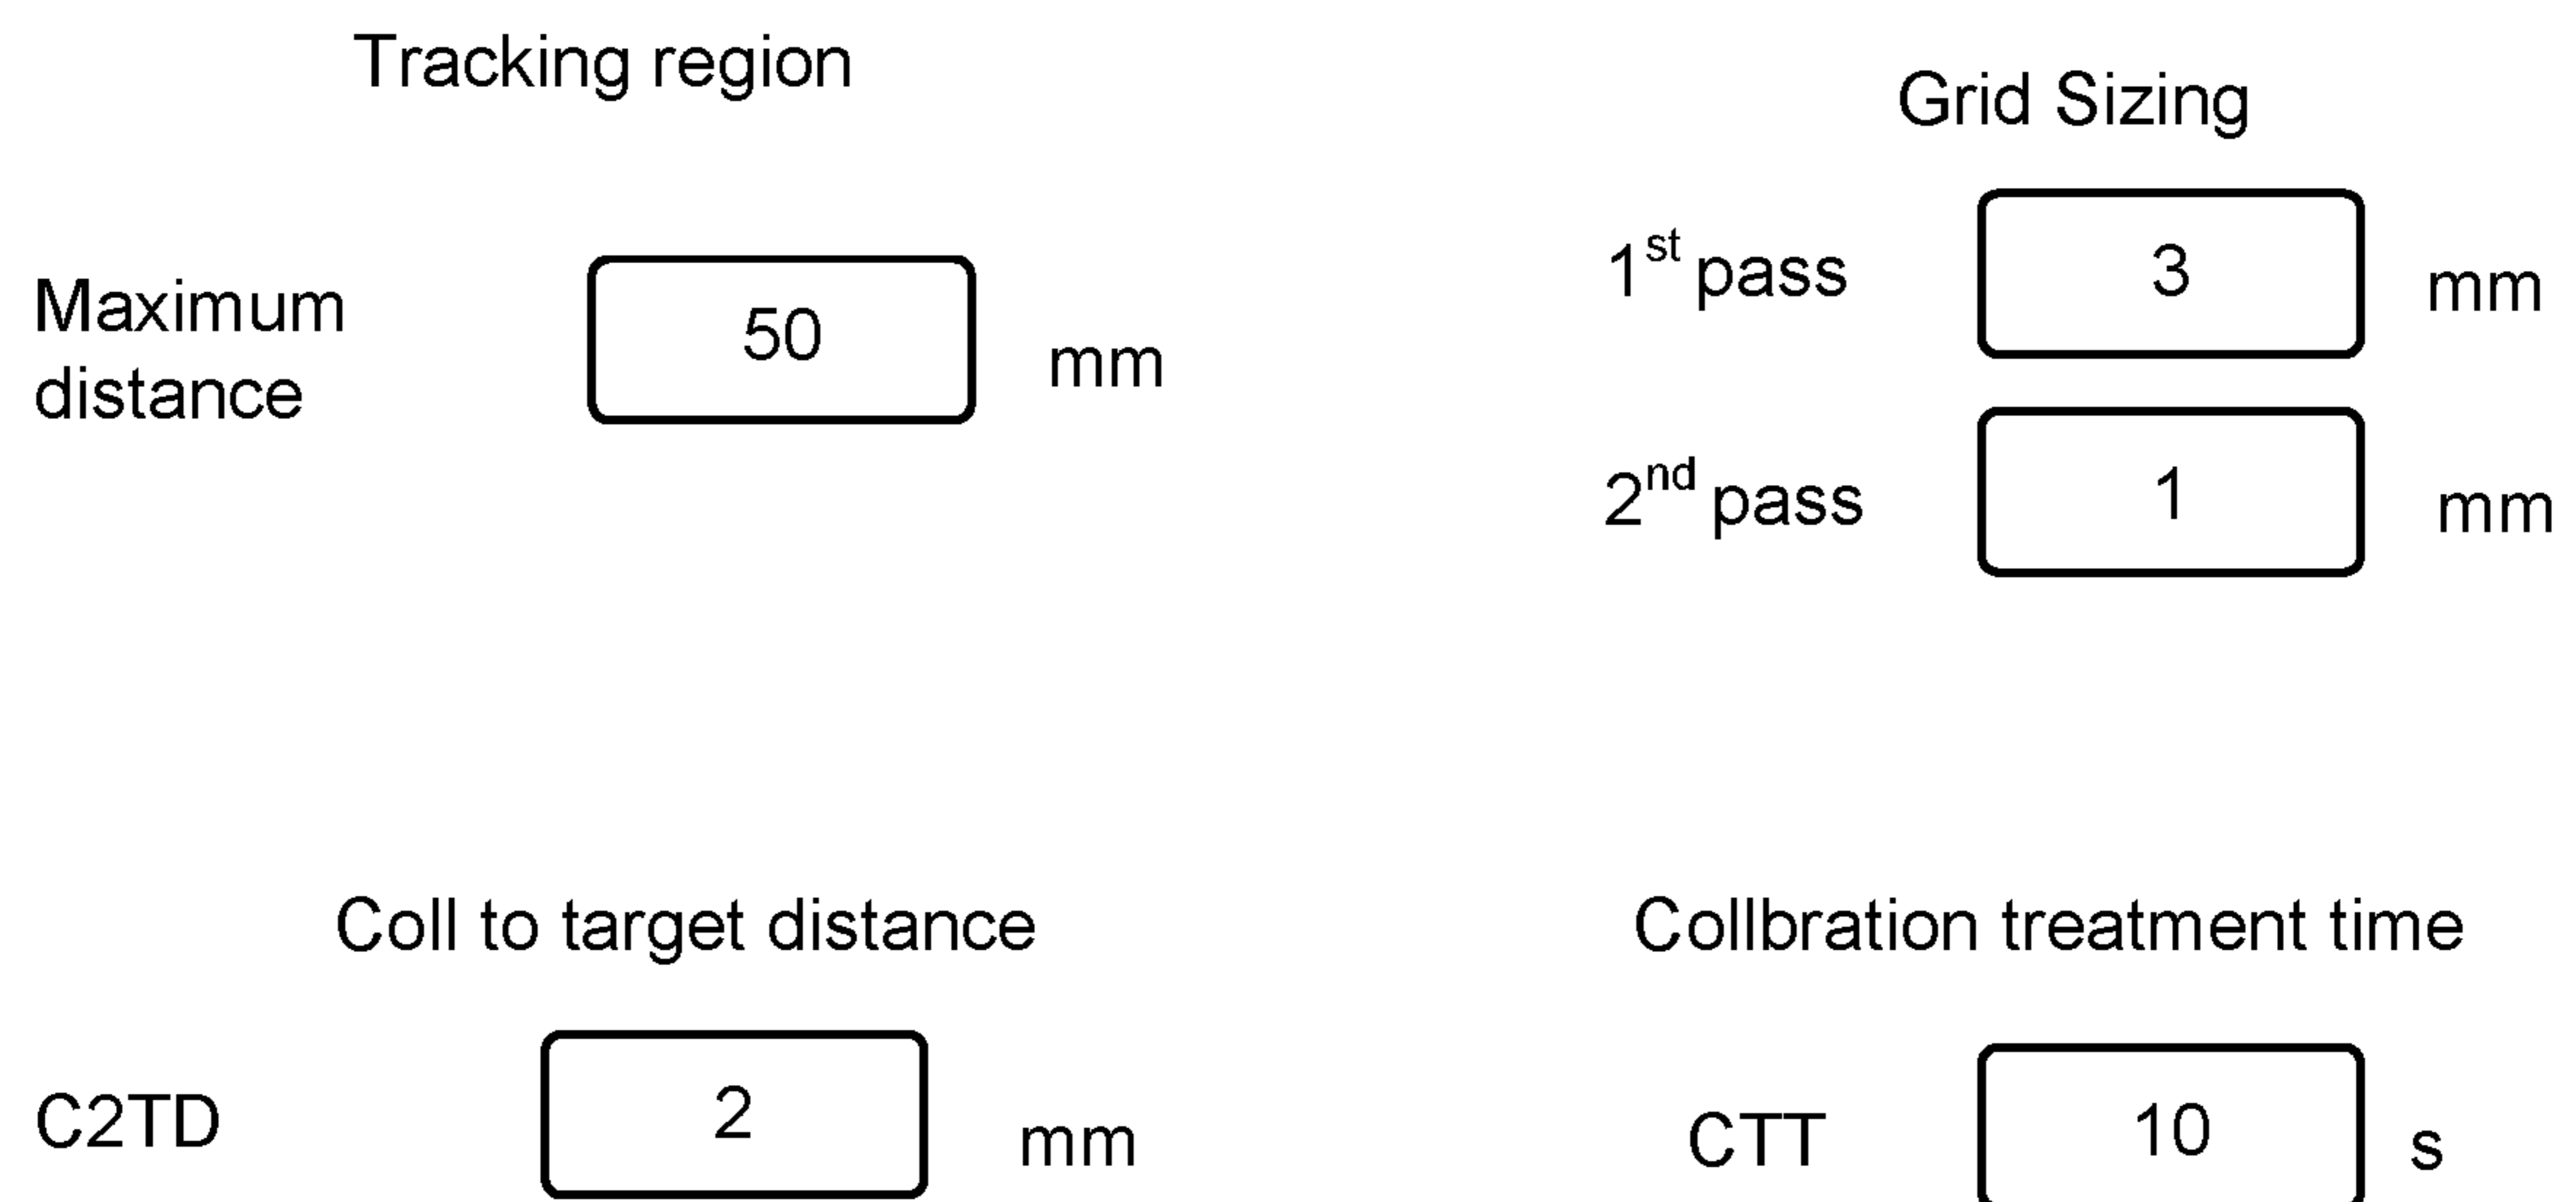 Tracking region
Maximum
distance
50 mm
Grid Sizing
1st pass 3 mm
2nd pass 1 mm
Coll to target distance
C2TD 2 mm
Collbration treatment time
CTT 10 s